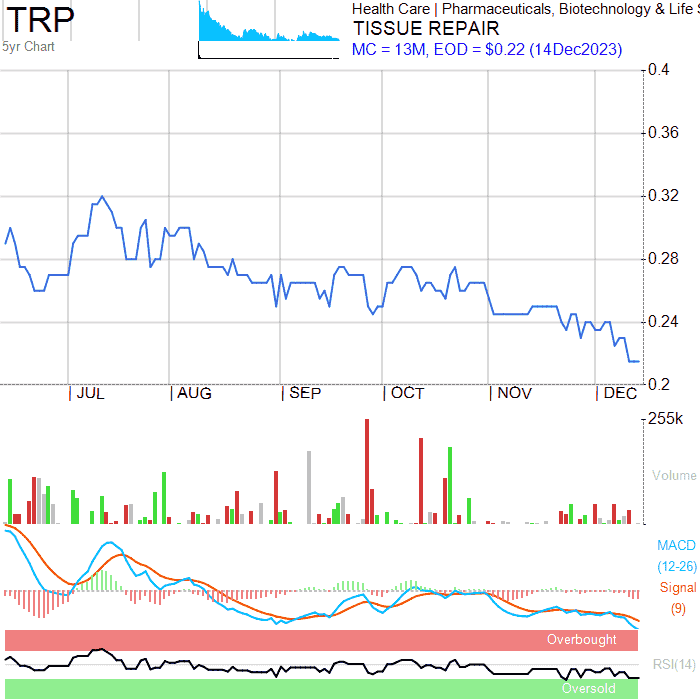 TRP
5yr Chart
Health Care | Pharmaceuticals, Biotechnology & Life
TISSUE REPAIR
MC = 13M, EOD = $0.22 (14Dec2023)
0.4
0.36
0.32
0.28
0.24
0.2
JUL AUG SEP OCT NOV DEC
255k
Volume
MACD
(12-26)
Signal
(9)
Overbought
RSI(14)
Oversold